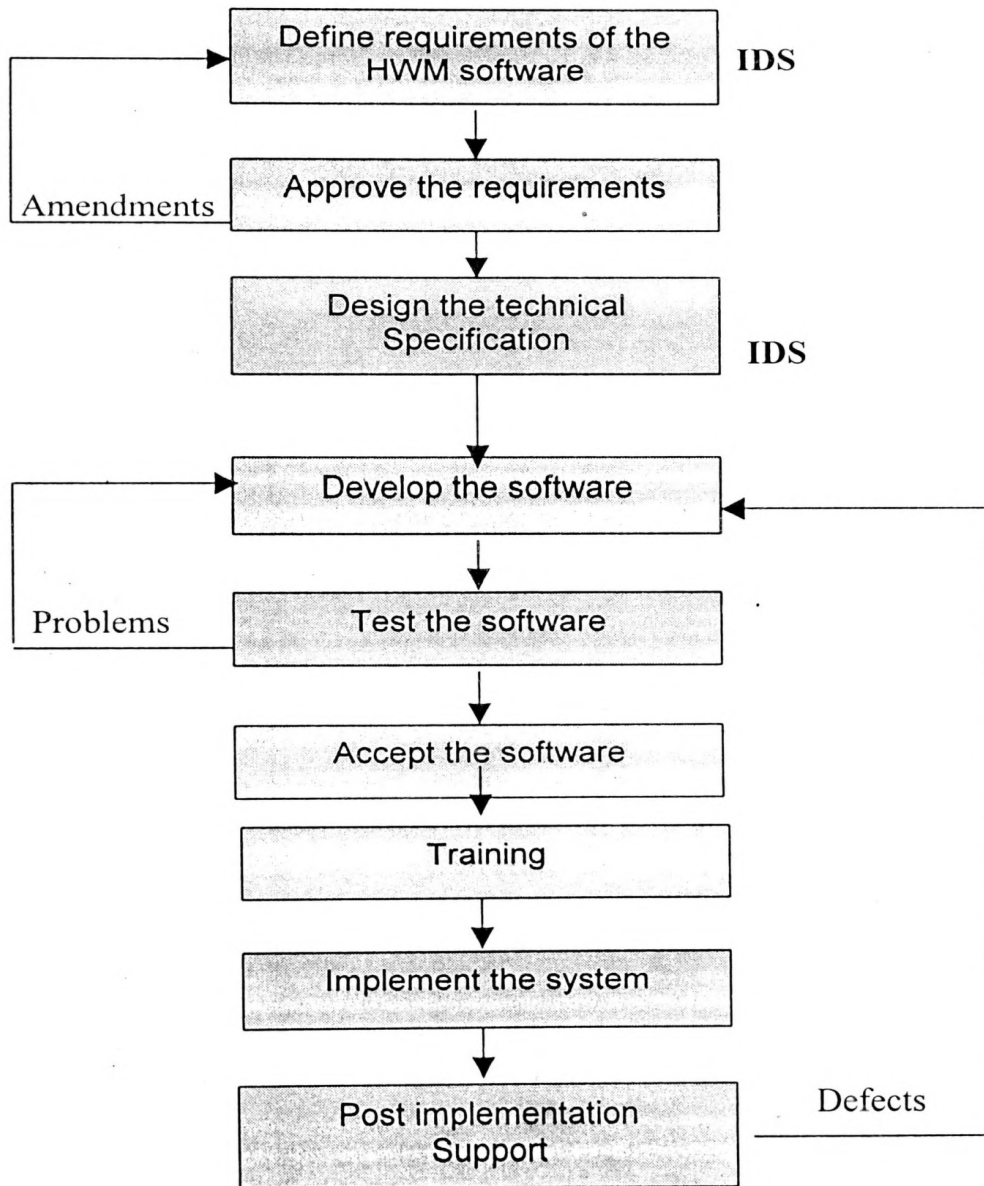 Define requirements of the
HWM software
IDS
Approve the requirements
Amendments
Design the technical
Specification
IDS
Develop the software
Problems
Test the software
Accept the software
Training
Implement the system
Post implementation
Support
Defects